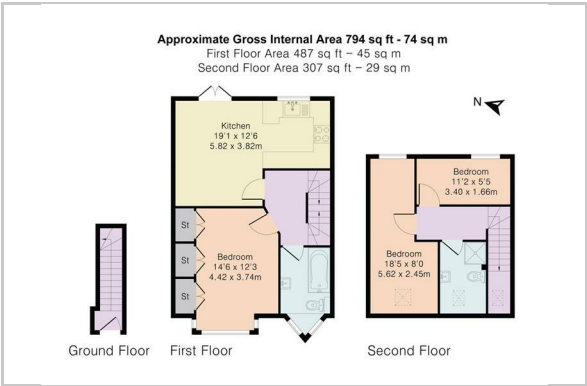 Approximate Gross Internal Area 794 sq ft - 74 sq m
First Floor Area 487 sq ft – 45 sq m
Second Floor Area 307 sq ft – 29 sq m
N
Kitchen
19'1 x 12'6
5.82 x 3.82m
Bedroom
11'2 x 5'5
3.40 x 1.66m
St
St
St
Bedroom
14'6 x 12'3
4.42 x 3.74m
Bedroom
18'5 x 8'0
5.62 x 2.45m
Ground Floor
First Floor
Second Floor